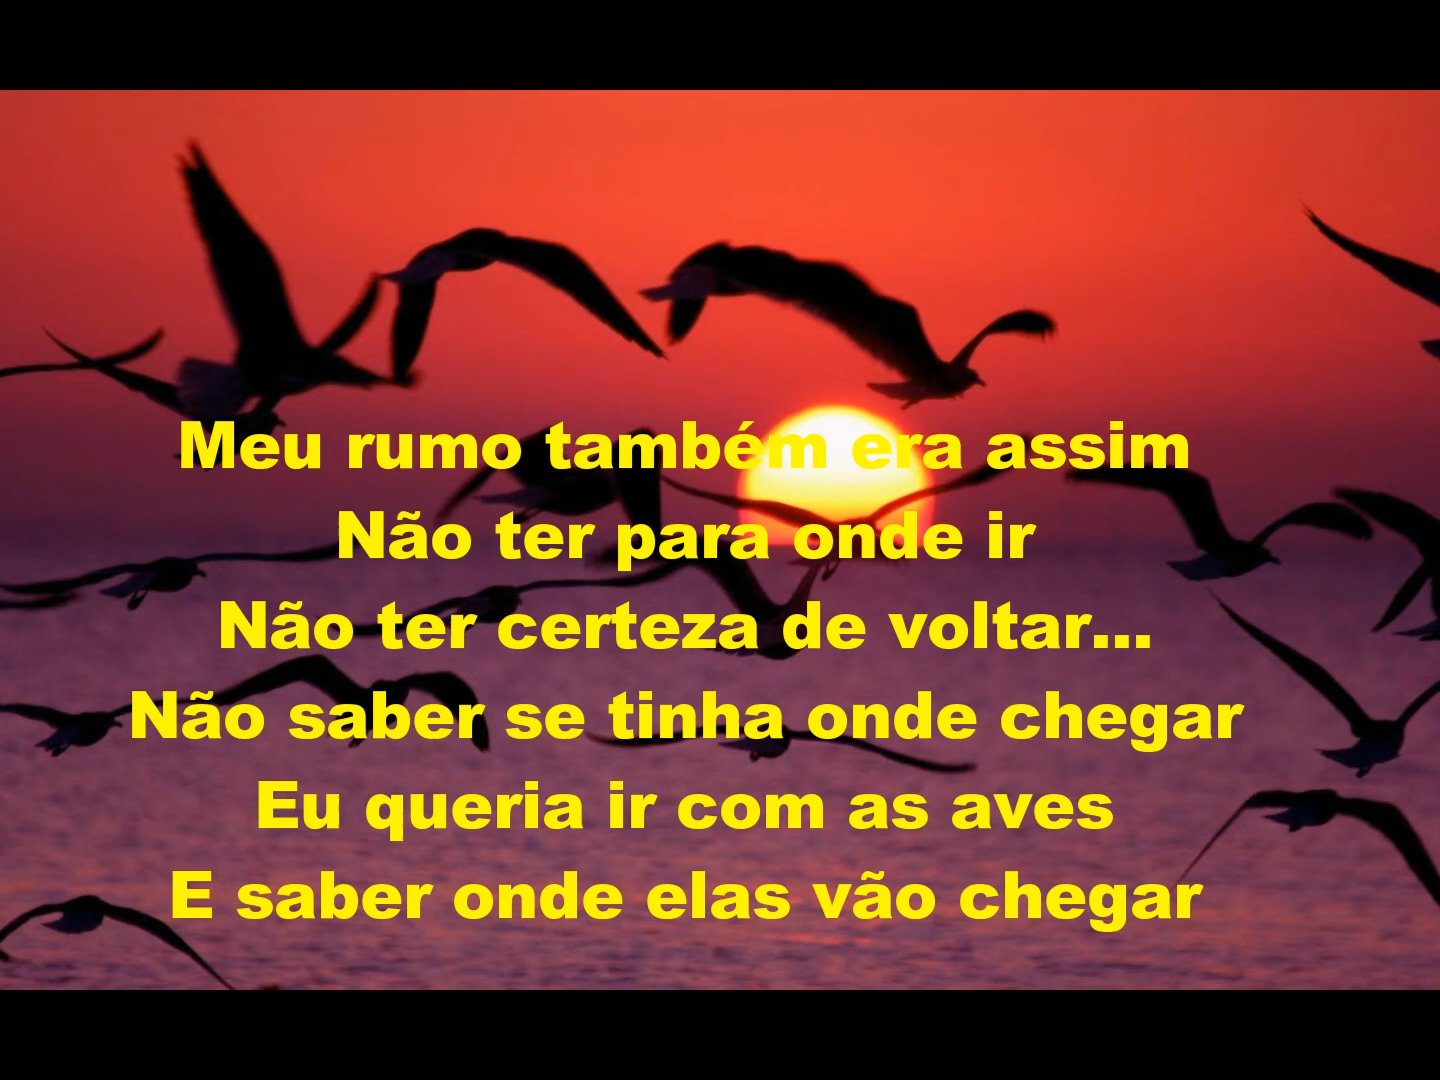 Meu rumo também era assim
Não ter para onde ir
Não ter certeza de voltar...
Não saber se tinha onde chegar
Eu queria ir com as aves
E saber onde elas vão chegar